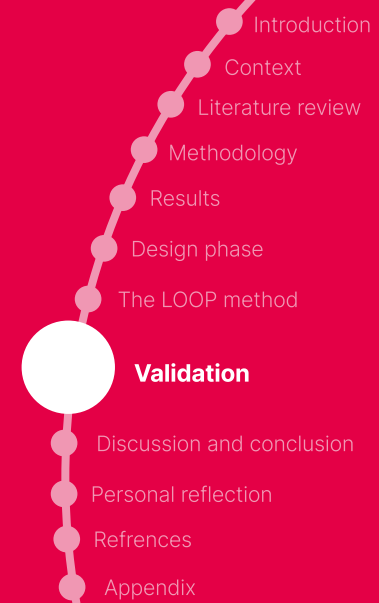 Introduction
Context
Literature review
Methodology
Results
Design phase
The LOOP method
Validation
Discussion and conclusion
Personal reflection
Refrences
Appendix